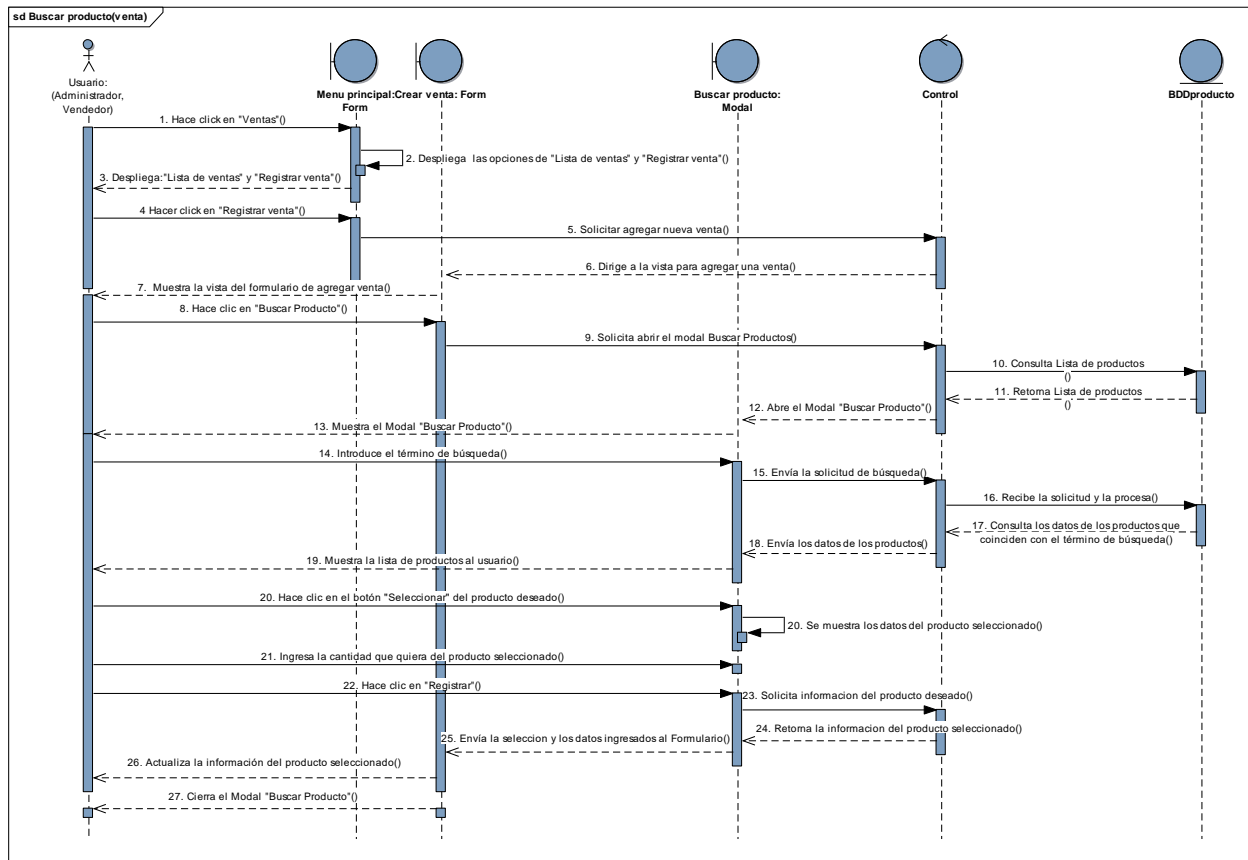 sd Buscar producto(venta)
Usuario:
(Administrador,
Vendedor)
Menu principal:
Form
Crear venta: Form
Buscar producto:
Modal
Control
BDDproducto
1. Hace click en "Ventas"()
2. Despliega las opciones de "Lista de ventas" y "Registrar venta"()
3. Despliega:"Lista de ventas" y "Registrar venta"()
4 Hacer click en "Registrar venta"()
5. Solicitar agregar nueva venta()
6. Dirige a la vista para agregar una venta()
7. Muestra la vista del formulario de agregar venta()
8. Hace clic en "Buscar Producto"()
9. Solicita abrir el modal Buscar Productos()
10. Consulta Lista de productos
()
11. Retorna Lista de productos
()
12. Abre el Modal "Buscar Producto"()
13. Muestra el Modal "Buscar Producto"()
14. Introduce el término de búsqueda()
15. Envía la solicitud de búsqueda()
16. Recibe la solicitud y la procesa()
17. Consulta los datos de los productos que
coinciden con el término de búsqueda()
18. Envía los datos de los productos()
19. Muestra la lista de productos al usuario()
20. Hace clic en el botón "Seleccionar" del producto deseado()
20. Se muestra los datos del producto seleccionado()
21. Ingresa la cantidad que quiera del producto seleccionado()
22. Hace clic en "Registrar"()
23. Solicita informacion del producto deseado()
24. Retorna la informacion del producto seleccionado()
25. Envía la seleccion y los datos ingresados al Formulario()
26. Actualiza la información del producto seleccionado()
27. Cierra el Modal "Buscar Producto"()